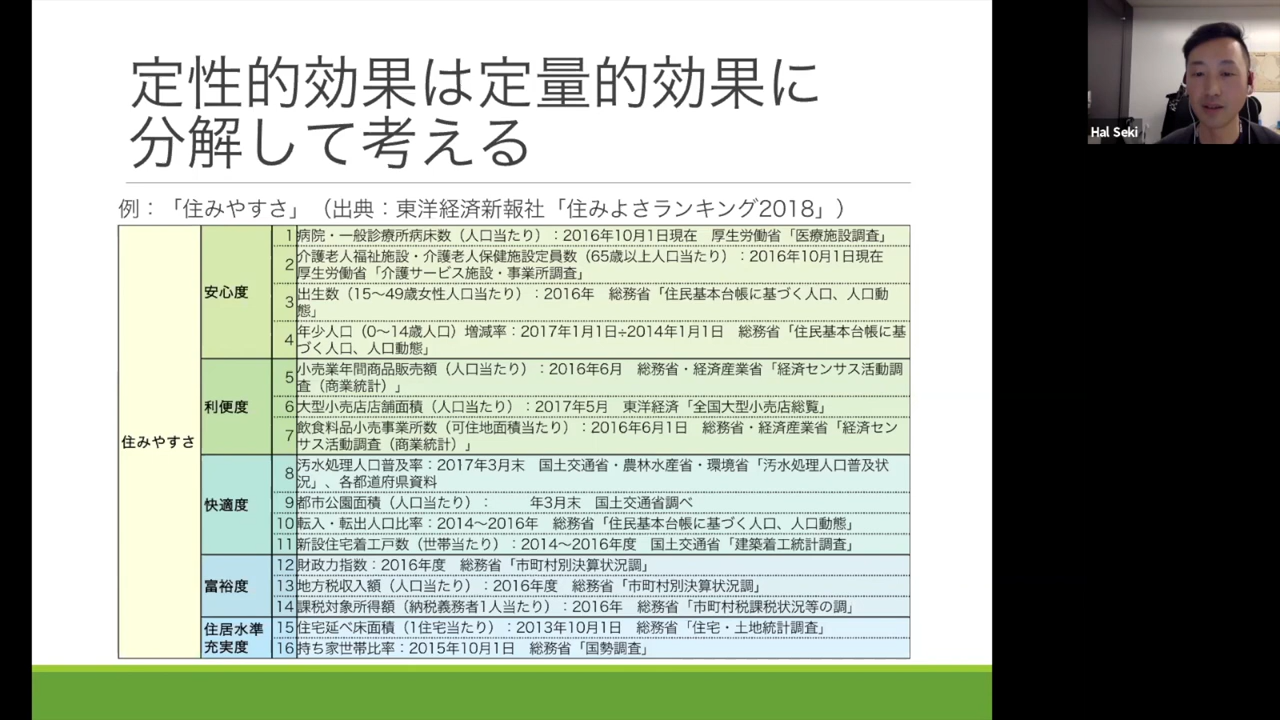 定性的効果は定量的効果に
分解して考える
例：「住みやすさ」（出典：東洋経済新報社「住みよさランキング2018」）
住みやすさ
安心度
1 病院・一般診療所病床数（人口当たり）：2016年10月1日現在　厚生労働省「医療施設調査」
2 介護老人福祉施設・介護老人保健施設定員数（65歳以上人口当たり）：2016年10月1日現在
厚生労働省「介護サービス施設・事業所調査」
3 出生数（15〜49歳女性人口当たり）：2016年　総務省「住民基本台帳に基づく人口、人口動
態」
4 年少人口（0〜14歳人口）増減率：2017年1月1日÷2014年1月1日　総務省「住民基本台帳に基
づく人口、人口動態」
利便度
5 小売業年間商品販売額（人口当たり）：2016年6月　総務省・経済産業省「経済センサス活動調
査（商業統計）」
6 大型小売店店舗面積（人口当たり）：2017年5月　東洋経済「全国大型小売店総覧」
7 飲食料品小売事業所数（可住地面積当たり）：2016年6月1日　総務省・経済産業省「経済セン
サス活動調査（商業統計）」
快適度
8 汚水処理人口普及率：2017年3月末　国土交通省・農林水産省・環境省「汚水処理人口普及状
況」、各都道府県資料
9 都市公園面積（人口当たり）：　　　年3月末　国土交通省調べ
10 転入・転出人口比率：2014〜2016年　総務省「住民基本台帳に基づく人口、人口動態」
11 新設住宅着工戸数（世帯当たり）：2014〜2016年度　国土交通省「建築着工統計調査」
富裕度
12 財政力指数：2016年度　総務省「市町村別決算状況調」
13 地方税収入額（人口当たり）：2016年度　総務省「市町村別決算状況調」
14 課税対象所得額（納税義務者1人当たり）：2016年　総務省「市町村税課税状況等の調」
住居水準
充実度
15 住宅延べ床面積（1住宅当たり）：2013年10月1日　総務省「住宅・土地統計調査」
16 持ち家世帯比率：2015年10月1日　総務省「国勢調査」
Hal Seki